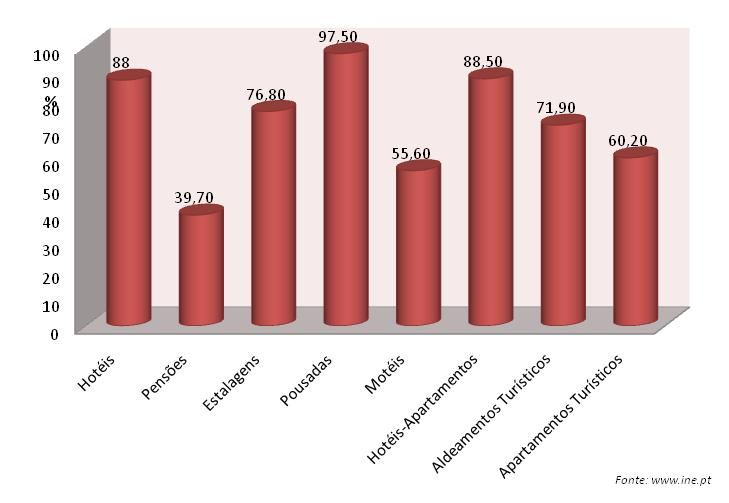 100
90
%
80
70
60
50
40
30
20
10
0
88
39,70
76,80
97,50
55,60
88,50
71,90
60,20
Hotéis
Pensões
Estalagens
Pousadas
Motéis
Hotéis-Apartamentos
Aldeamentos Turísticos
Apartamentos Turísticos
Fonte: www.ine.pt